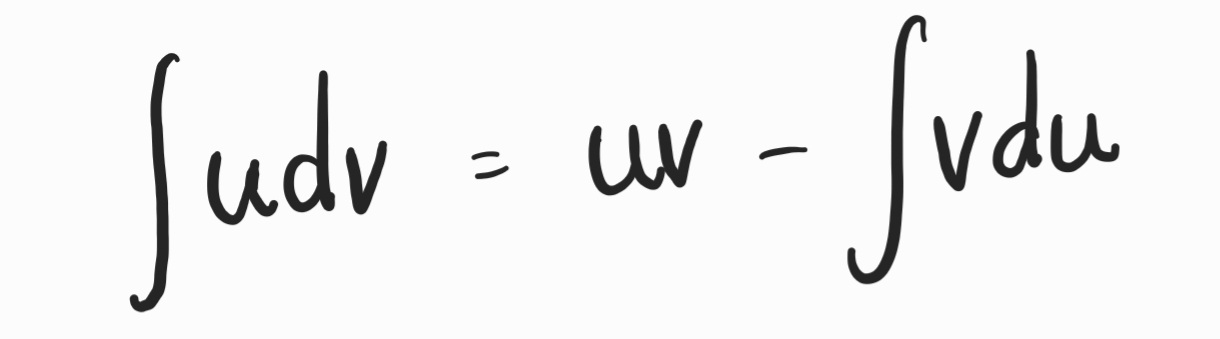 ∫udv = uv - ∫vdu